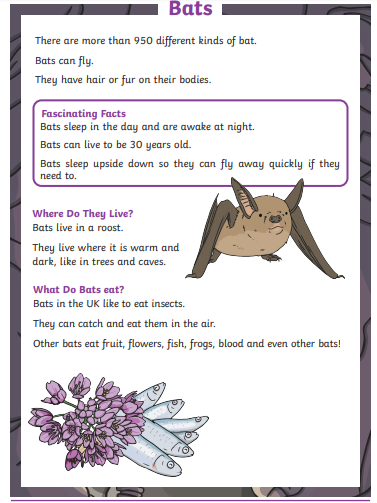 Bats
There are more than 950 different kinds of bat.
Bats can fly.
They have hair or fur on their bodies.
Fascinating Facts
Bats sleep in the day and are awake at night.
Bats can live to be 30 years old.
Bats sleep upside down so they can fly away quickly if they
need to.
Where Do They Live?
Bats live in a roost.
They live where it is warm and
dark, like in trees and caves.
What Do Bats eat?
Bats in the UK like to eat insects.
They can catch and eat them in the air.
Other bats eat fruit, flowers, fish, frogs, blood and even other bats!